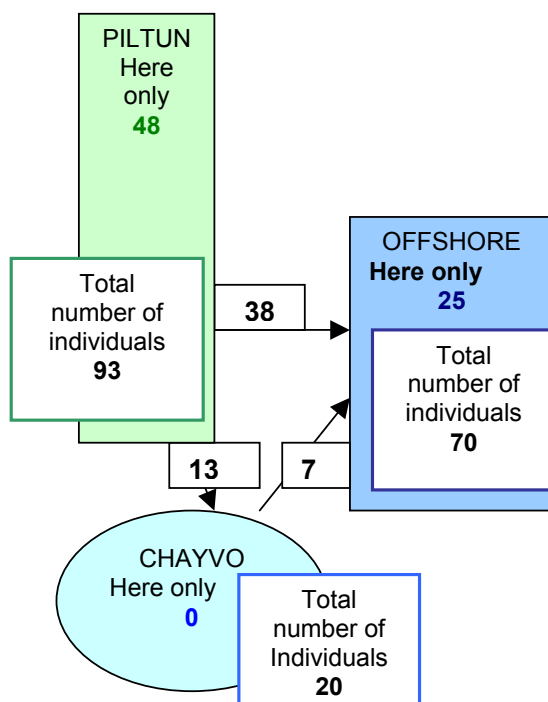 PILTUN
Here
only
48
Total
number of
individuals
93
38
OFFSHORE
Here only
25
Total
number of
individuals
70
13
7
CHAYVO
Here only
0
Total
number of
Individuals
20